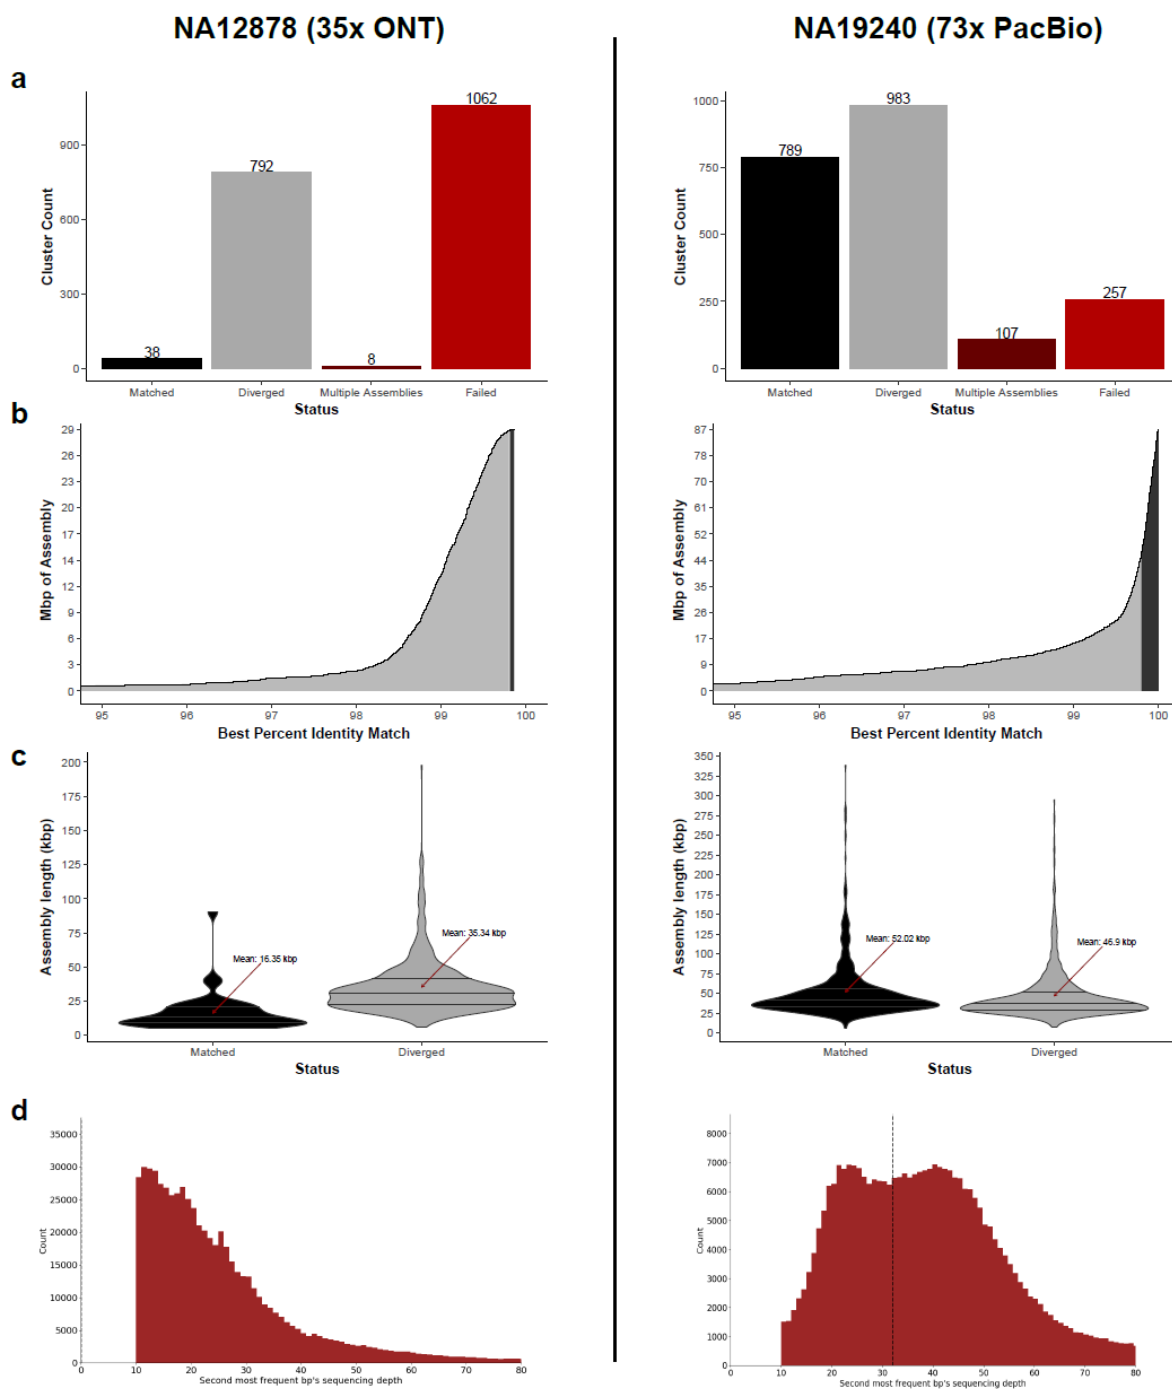 NA12878 (35x ONT)
NA19240 (73x PacBio)
a
Cluster Count
900
600
300
0
38
792
8
1062
Matched
Diverged
Multiple Assemblies
Failed
Status
Cluster Count
1000
750
500
250
0
789
983
107
257
Matched
Diverged
Multiple Assemblies
Failed
Status
b
Mbp of Assembly
29
26
23
20
17
14
12
9
6
3
0
95
96
97
98
99
100
Best Percent Identity Match
Mbp of Assembly
87
78
70
61
52
44
35
26
17
9
0
95
96
97
98
99
100
Best Percent Identity Match
c
Assembly length (kbp)
200
175
150
125
100
75
50
25
0
Mean: 16.35 kbp
Mean: 35.34 kbp
Matched
Diverged
Status
Assembly length (kbp)
350
325
300
275
250
225
200
175
150
125
100
75
50
25
0
Mean: 52.02 kbp
Mean: 46.9 kbp
Matched
Diverged
Status
d
Count
35000
30000
25000
20000
15000
10000
5000
0
0
10
20
30
40
50
60
70
80
Second most frequent bp's sequencing depth
Count
8000
7000
6000
5000
4000
3000
2000
1000
0
0
10
20
30
40
50
60
70
80
Second most frequent bp's sequencing depth